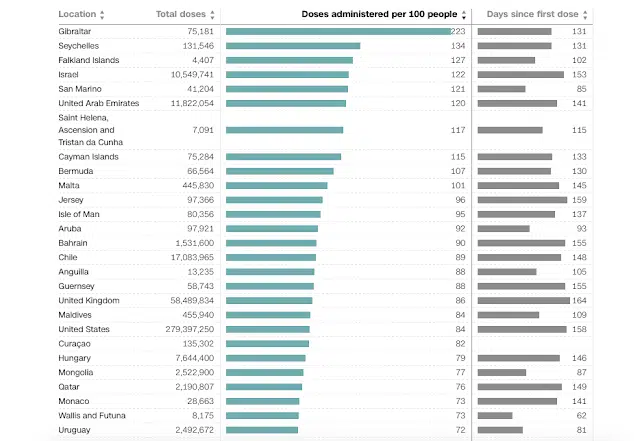 Location Total doses Doses administered per 100 people Days since first dose
Gibraltar 75,181 223 131
Seychelles 131,546 134 131
Falkland Islands 4,407 127 102
Israel 10,549,741 122 153
San Marino 41,204 121 85
United Arab Emirates 11,822,054 120 141
Saint Helena,
Ascension and 7,091 117 115
Tristan da Cunha
Cayman Islands 75,284 115 133
Bermuda 66,564 107 130
Malta 445,830 101 145
Jersey 97,366 96 159
Isle of Man 80,356 95 137
Aruba 97,921 92 93
Bahrain 1,531,600 90 155
Chile 17,083,965 89 148
Anguilla 13,235 88 105
Guernsey 58,743 88 155
United Kingdom 58,489,834 86 164
Maldives 455,940 84 109
United States 279,397,250 84 158
Curaçao 135,302 82
Hungary 7,644,400 79 146
Mongolia 2,522,900 77 87
Qatar 2,190,807 76 149
Monaco 28,663 73 141
Wallis and Futuna 8,175 73 62
Uruguay 2,492,672 72 81